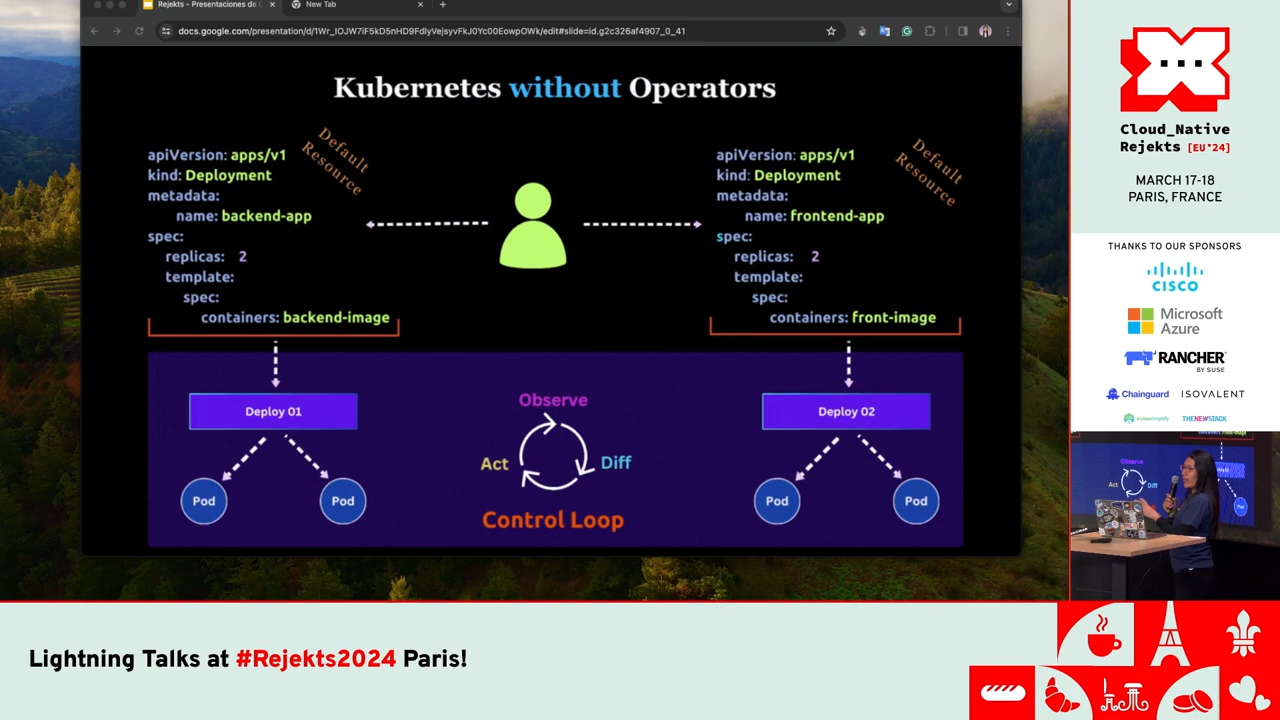 Rejekts - Presentaciones de
New Tab
docs.google.com/presentation/d/1Wr_IOJW7iF5kD5nHD9FdlyVejsyvFkJ0Yc00EowpOWk/edit#slide=id.g2c326af4907_0_41
Kubernetes without Operators
apiVersion: apps/v1
kind: Deployment
metadata:
name: backend-app
spec:
replicas: 2
template:
spec:
containers: backend-image
Default
Resource
apiVersion: apps/v1
kind: Deployment
metadata:
name: frontend-app
spec:
replicas: 2
template:
spec:
containers: front-image
Default
Resource
Deploy 01
Pod
Pod
Observe
Act
Diff
Control Loop
Deploy 02
Pod
Pod
Cloud_Native
Rejekts [EU*24]
MARCH 17-18
PARIS, FRANCE
THANKS TO OUR SPONSORS
CISCO
Microsoft
Azure
RANCHER
BY SUSE
Chainguard
ISOVALENT
kubesimplify
THENEWSTACK
Observe
Act
Diff
Pod
Lightning Talks at #Rejekts2024 Paris!